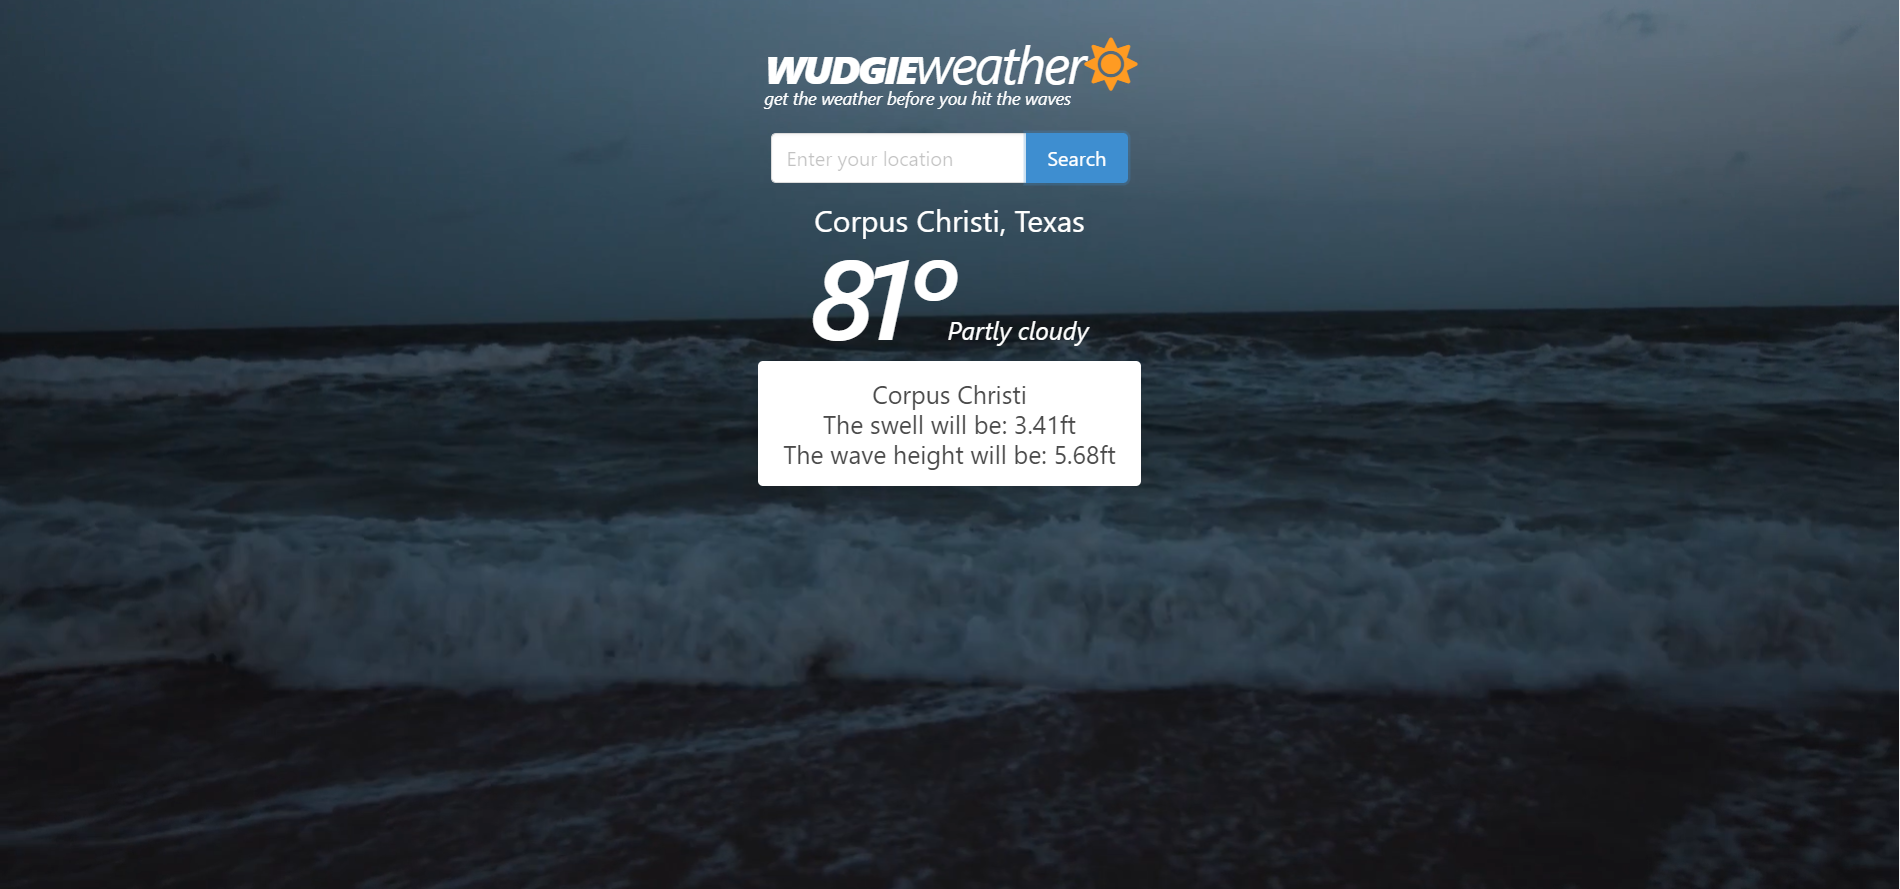 WUDGIEweather
get the weather before you hit the waves
Enter your location
Search
Corpus Christi, Texas
81°
Partly cloudy
Corpus Christi
The swell will be: 3.41ft
The wave height will be: 5.68ft